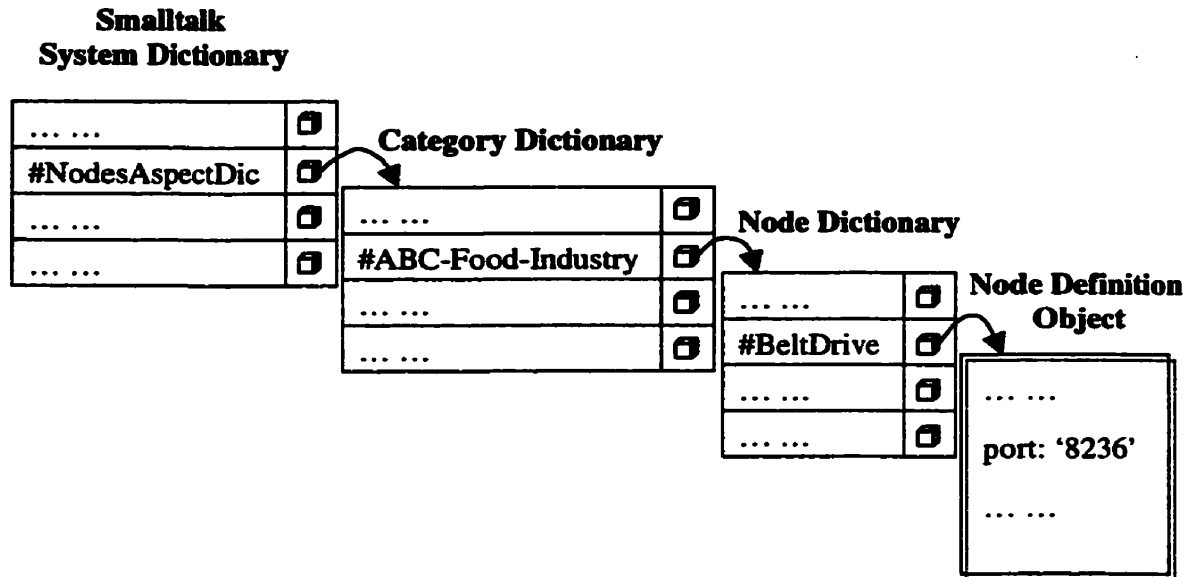 Smalltalk
System Dictionary
... ...
#NodesAspectDic
... ...
... ...
Category Dictionary
... ...
#ABC-Food-Industry
... ...
... ...
Node Dictionary
... ...
#BeltDrive
... ...
... ...
Node Definition
Object
... ...
port: ‘8236’
... ...